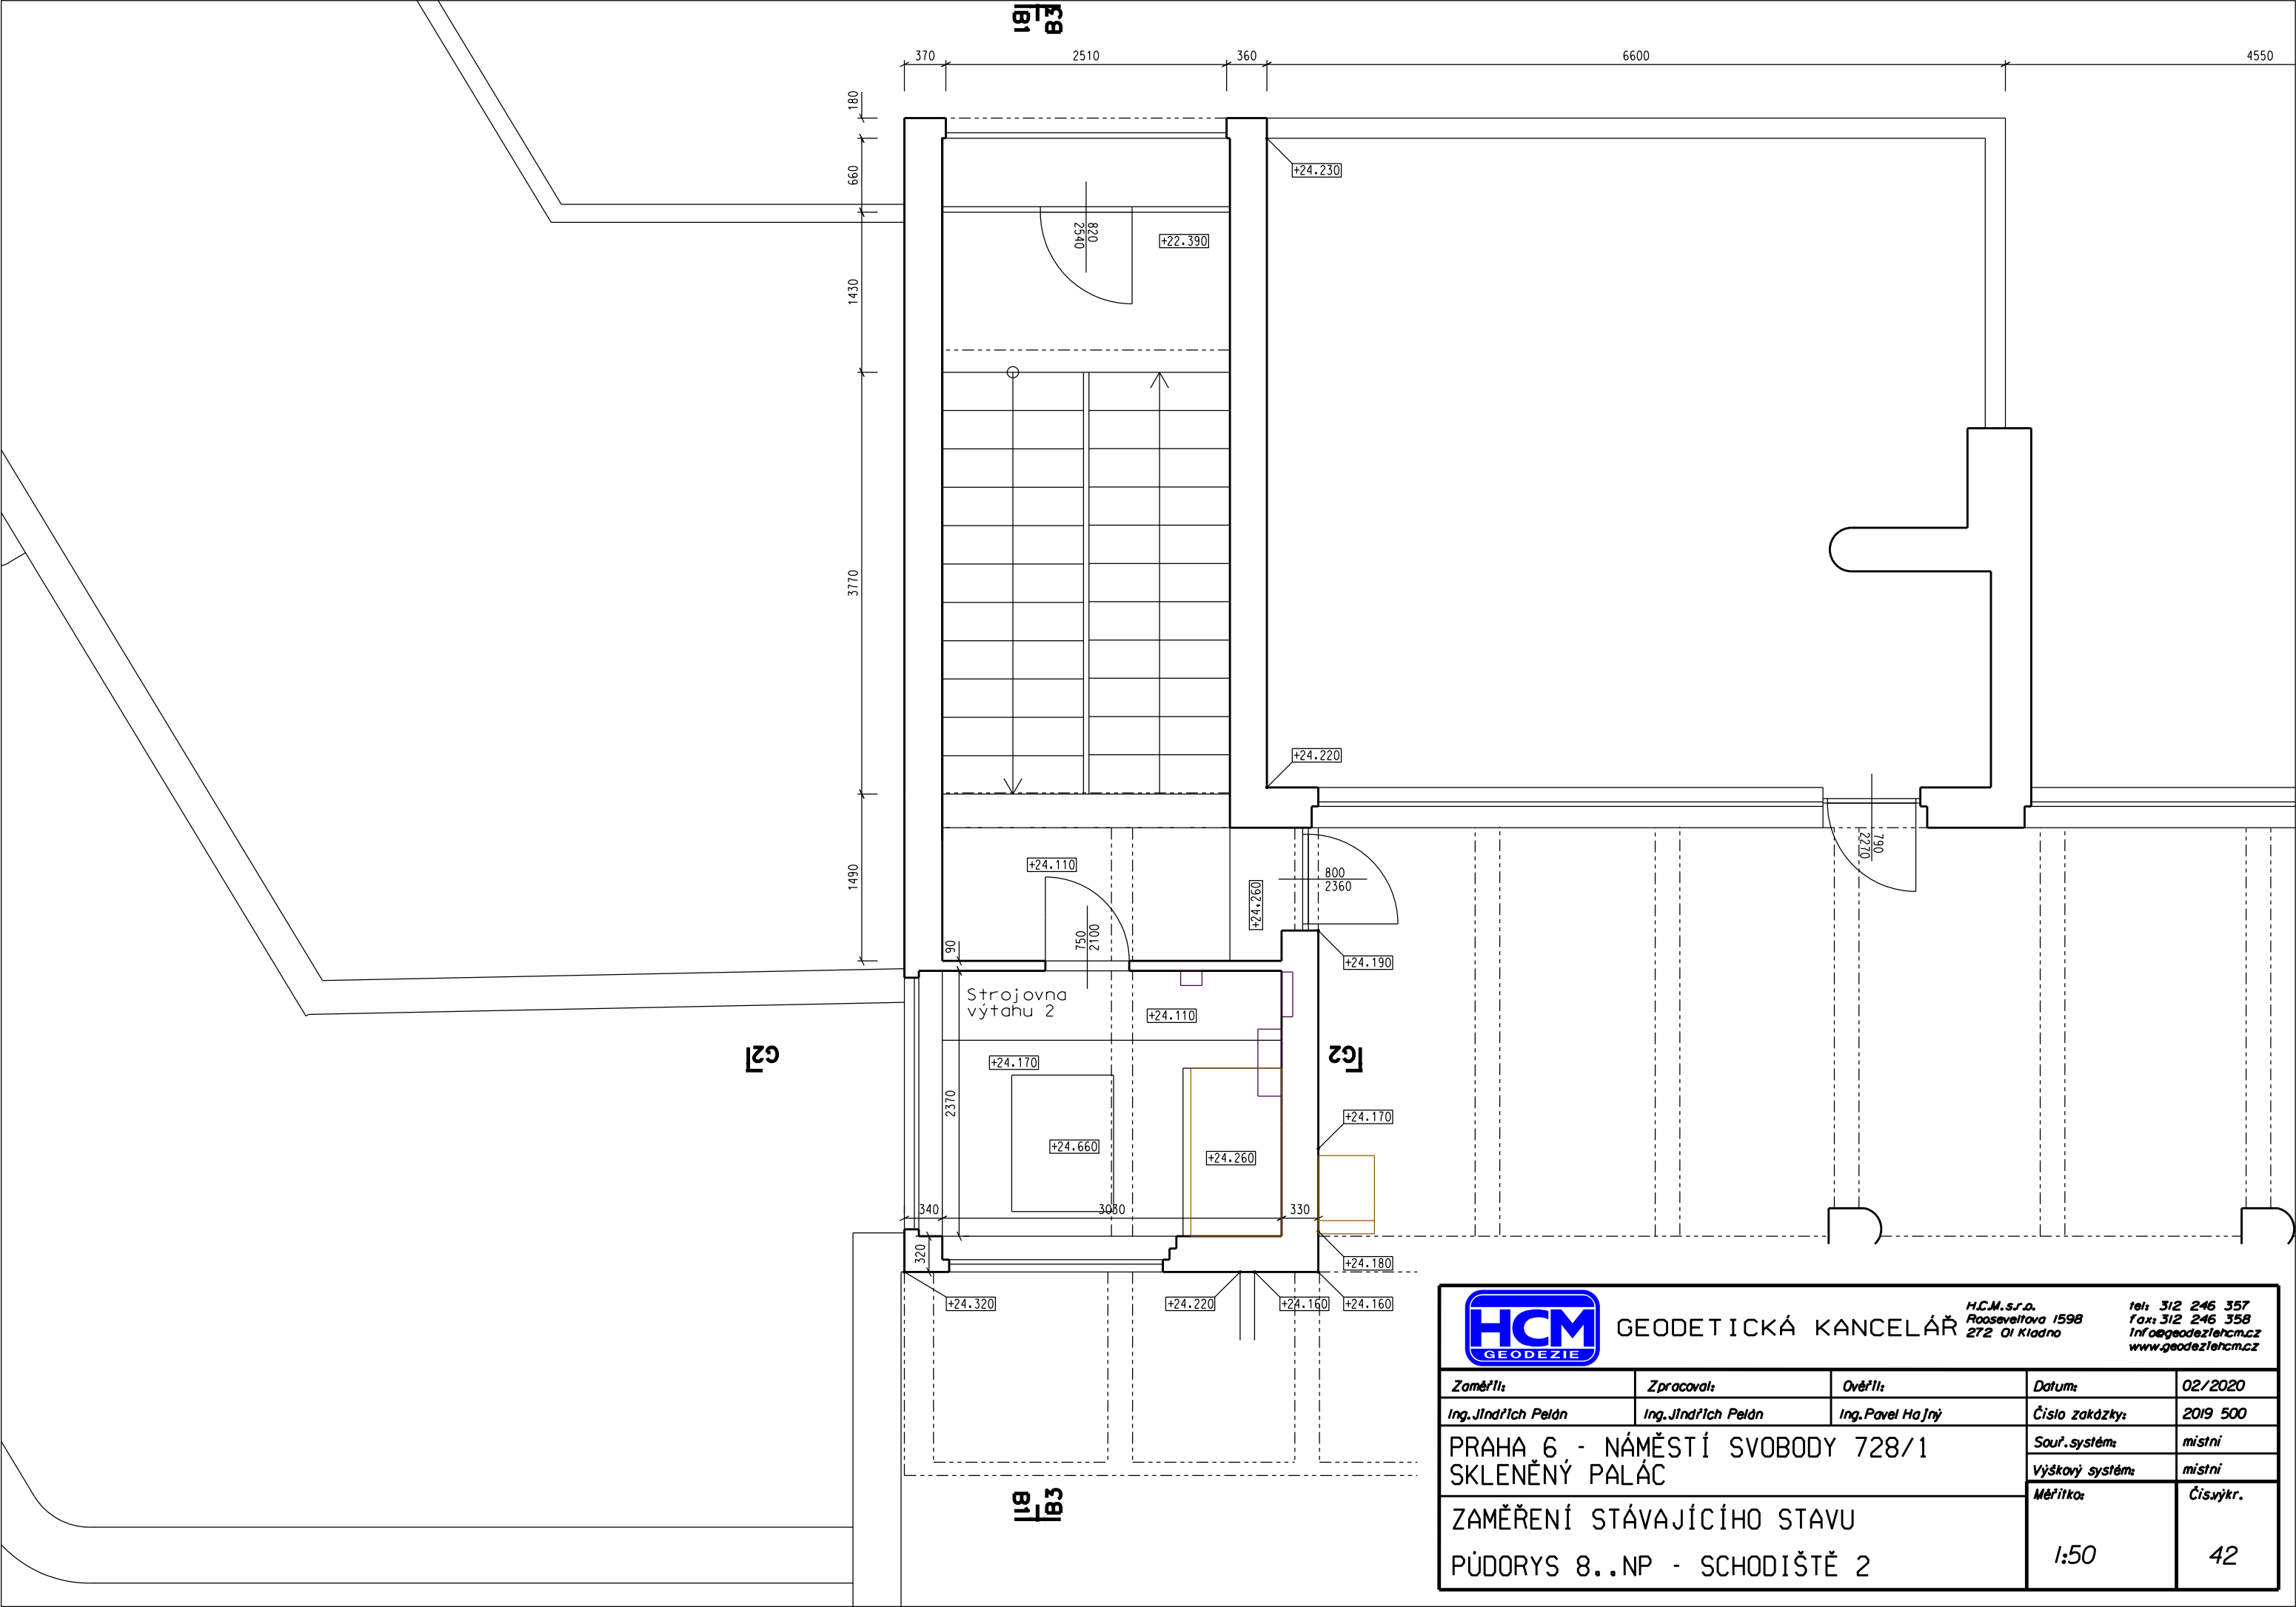 B1 B3
370 2510 360 6600 4550
180
660
1430
3770
1490
+24.230
820
2540
+22.390
+24.220
790
2270
+24.110
800
2360
+24.260
750
2100
90
+24.190
Strojovna
výtahu 2
+24.110
G2 G2
+24.170
2370
+24.170
+24.660
+24.260
340 3030 330
320
+24.180
+24.320 +24.220 +24.160 +24.160
B1 B3
HCM
GEODEZIE
GEODETICKÁ KANCELÁŘ
H.C.M. s.r.o.
Rooseveltova 1598
272 01 Kladno
tel: 312 246 357
fax: 312 246 358
info@geodeziehcm.cz
www.geodeziehcm.cz
Zaměřil: Zpracoval: Ověřil: Datum: 02/2020
Ing.Jindřich Pelán Ing.Jindřich Pelán Ing.Pavel Hajný Číslo zakázky: 2019 500
PRAHA 6 - NÁMĚSTÍ SVOBODY 728/1
SKLENĚNÝ PALÁC
Souř.systém: místní
Výškový systém: místní
ZAMĚŘENÍ STÁVAJÍCÍHO STAVU
PŮDORYS 8..NP - SCHODIŠTĚ 2
Měřítko: Čís.výkr.
1:50 42